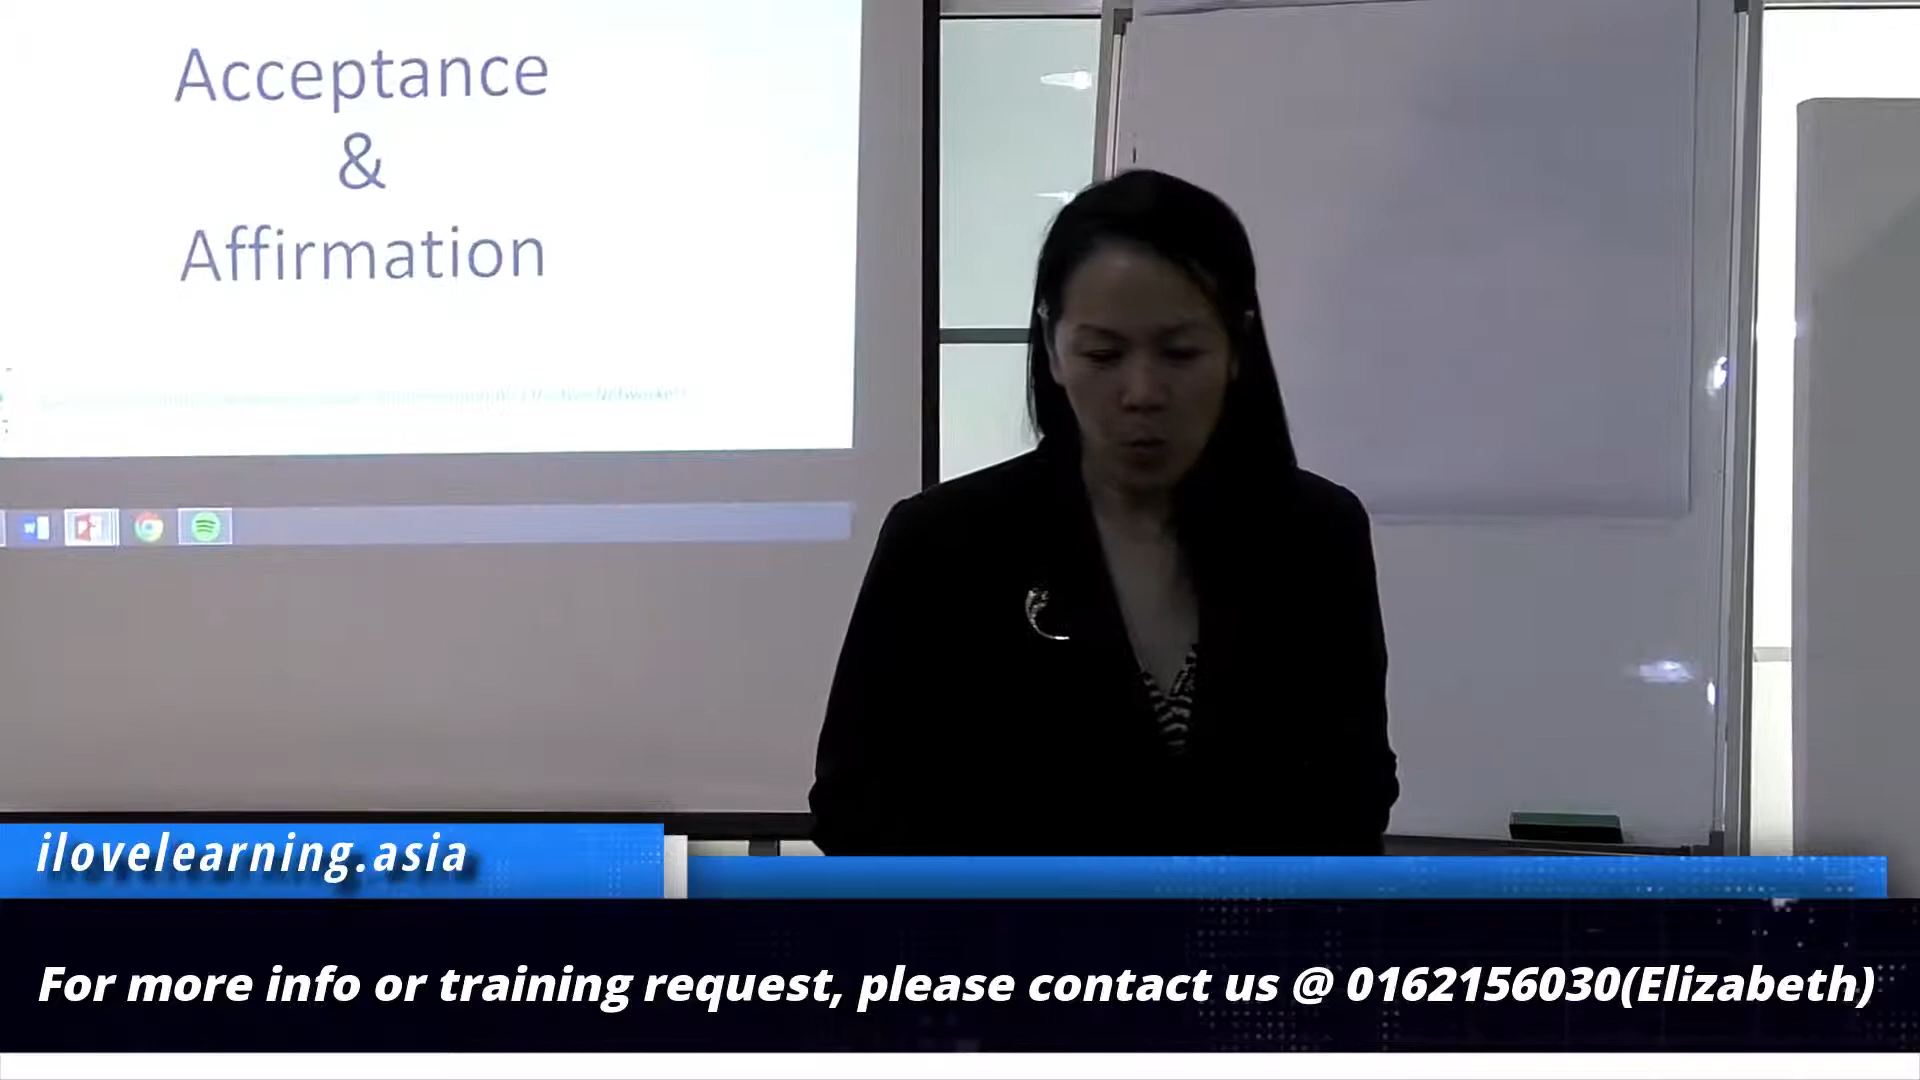 Acceptance
&
Affirmation
ilovelearning.asia
For more info or training request, please contact us @ 0162156030(Elizabeth)